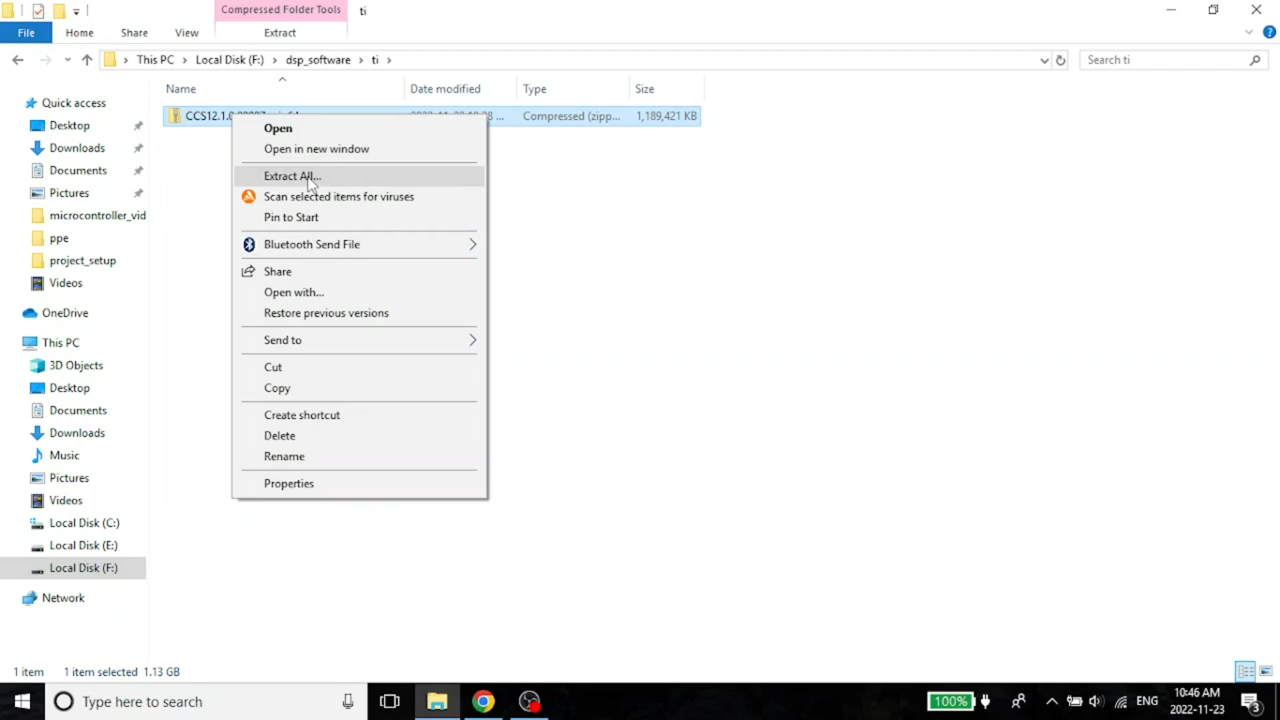 Compressed Folder Tools
ti
File
Home
Share
View
Extract
This PC
Local Disk (F:)
dsp_software
ti
Search ti
Name
Date modified
Type
Size
Compressed (zipp...
1,189,421 KB
Quick access
Desktop
Downloads
Documents
Pictures
microcontroller_vid
ppe
project_setup
Videos
OneDrive
This PC
3D Objects
Desktop
Documents
Downloads
Music
Pictures
Videos
Local Disk (C:)
Local Disk (E:)
Local Disk (F:)
Network
Open
Open in new window
Extract All...
Scan selected items for viruses
Pin to Start
Bluetooth Send File
Share
Open with...
Restore previous versions
Send to
Cut
Copy
Create shortcut
Delete
Rename
Properties
1 item
1 item selected 1.13 GB
Type here to search
100%
ENG
10:46 AM
2022-11-23
3